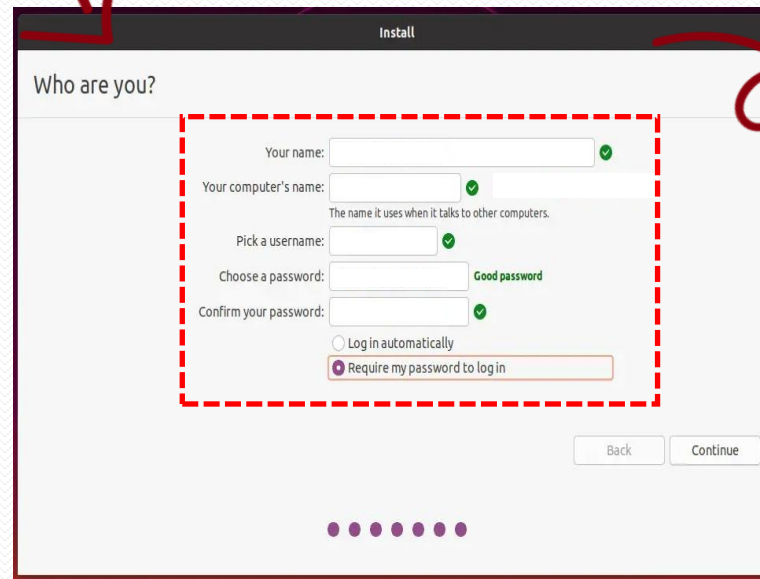 Install
Who are you?
Your name:
Your computer's name:
The name it uses when it talks to other computers.
Pick a username:
Choose a password: Good password
Confirm your password:
Log in automatically
Require my password to log in
Back Continue